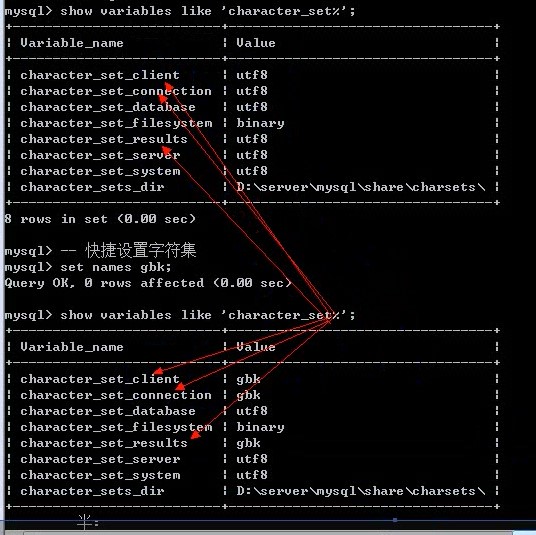 mysql> show variables like 'character_set%';
| Variable_name | Value |
| character_set_client | utf8 |
| character_set_connection | utf8 |
| character_set_database | utf8 |
| character_set_filesystem | binary |
| character_set_results | utf8 |
| character_set_server | utf8 |
| character_set_system | utf8 |
| character_sets_dir | D:\server\mysql\share\charsets\ |
8 rows in set (0.00 sec)
mysql> -- 快捷设置字符集
mysql> set names gbk;
Query OK, 0 rows affected (0.00 sec)
mysql> show variables like 'character_set%';
| Variable_name | Value |
| character_set_client | gbk |
| character_set_connection | gbk |
| character_set_database | utf8 |
| character_set_filesystem | binary |
| character_set_results | gbk |
| character_set_server | utf8 |
| character_set_system | utf8 |
| character_sets_dir | D:\server\mysql\share\charsets\ |